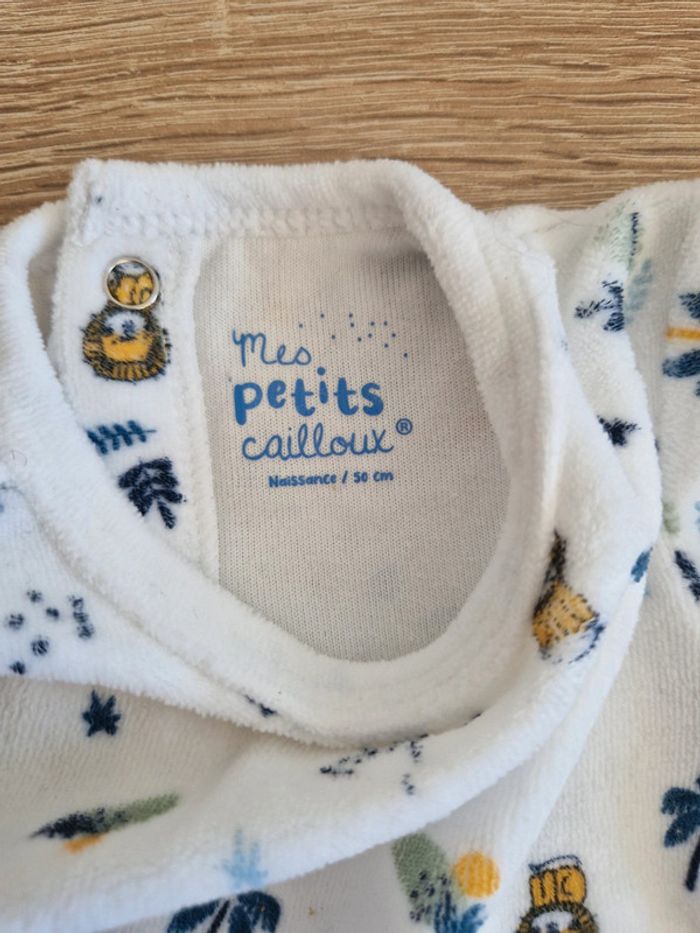 Mes
petits
cailloux®
Naissance / 50 cm